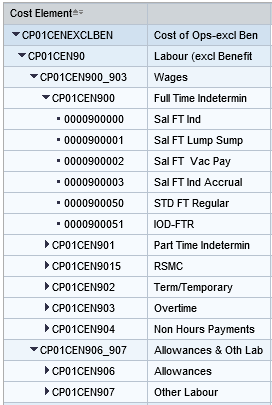 Cost Element
CP01CENEXCLBEN Cost of Ops-excl Ben
CP01CEN90 Labour (excl Benefit
CP01CEN900_903 Wages
CP01CEN900 Full Time Indetermin
0000900000 Sal FT Ind
0000900001 Sal FT Lump Sump
0000900002 Sal FT Vac Pay
0000900003 Sal FT Ind Accrual
0000900050 STD FT Regular
0000900051 IOD-FTR
CP01CEN901 Part Time Indetermin
CP01CEN9015 RSMC
CP01CEN902 Term/Temporary
CP01CEN903 Overtime
CP01CEN904 Non Hours Payments
CP01CEN906_907 Allowances & Oth Lab
CP01CEN906 Allowances
CP01CEN907 Other Labour